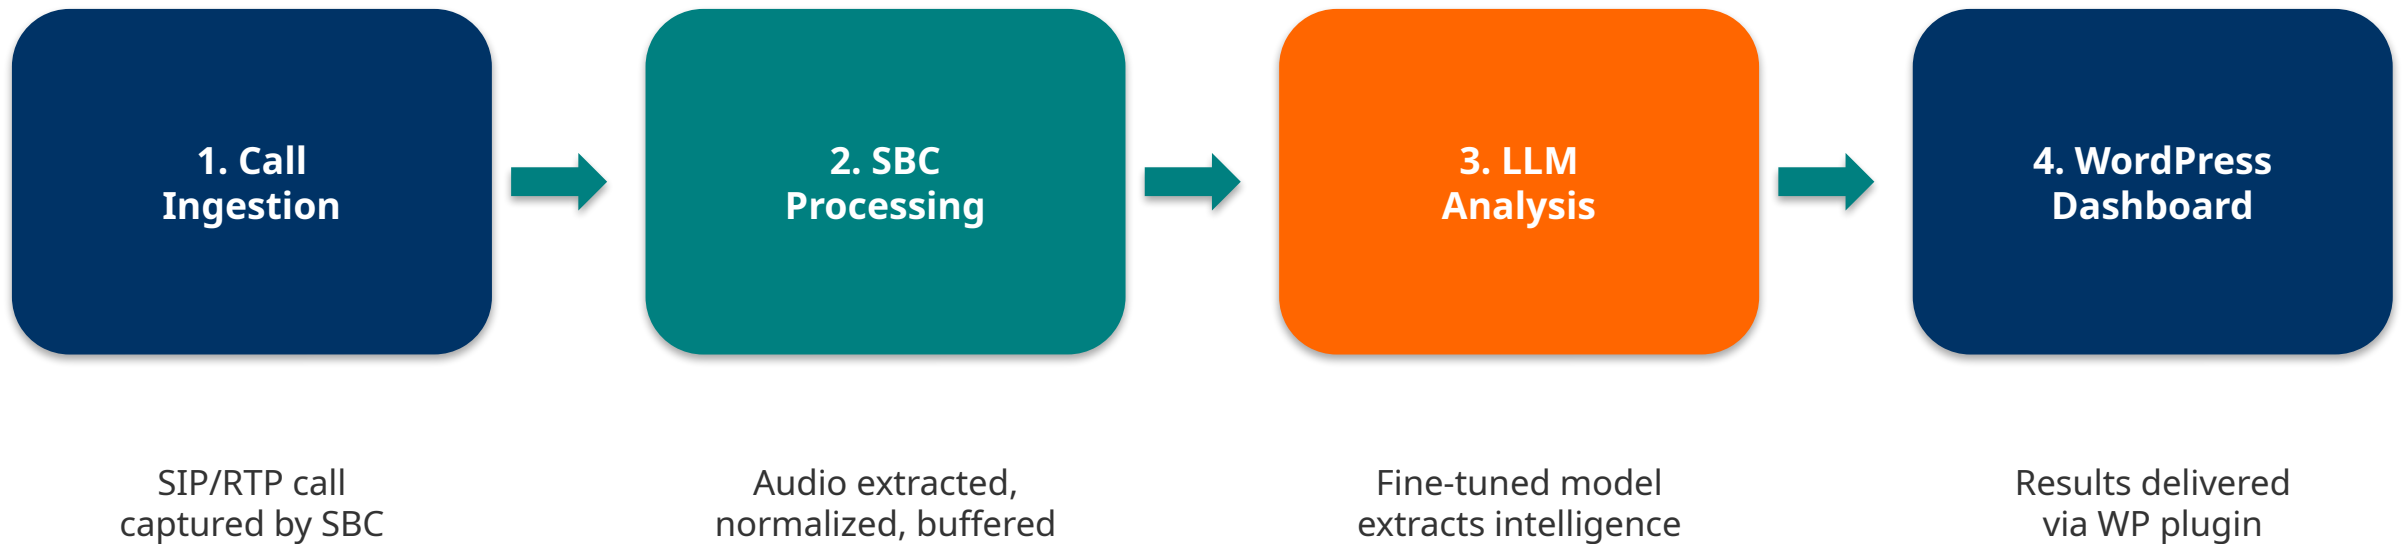 1. Call
Ingestion
2. SBC
Processing
3. LLM
Analysis
4. WordPress
Dashboard
SIP/RTP call
captured by SBC
Audio extracted,
normalized, buffered
Fine-tuned model
extracts intelligence
Results delivered
via WP plugin